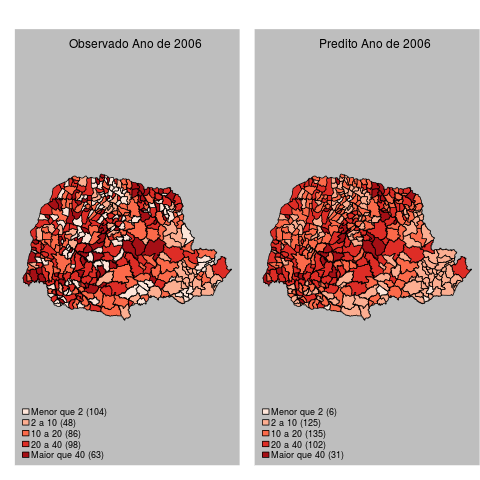 Observado Ano de 2006
Menor que 2 (104)
2 a 10 (48)
10 a 20 (86)
20 a 40 (98)
Maior que 40 (63)
Predito Ano de 2006
Menor que 2 (6)
2 a 10 (125)
10 a 20 (135)
20 a 40 (102)
Maior que 40 (31)